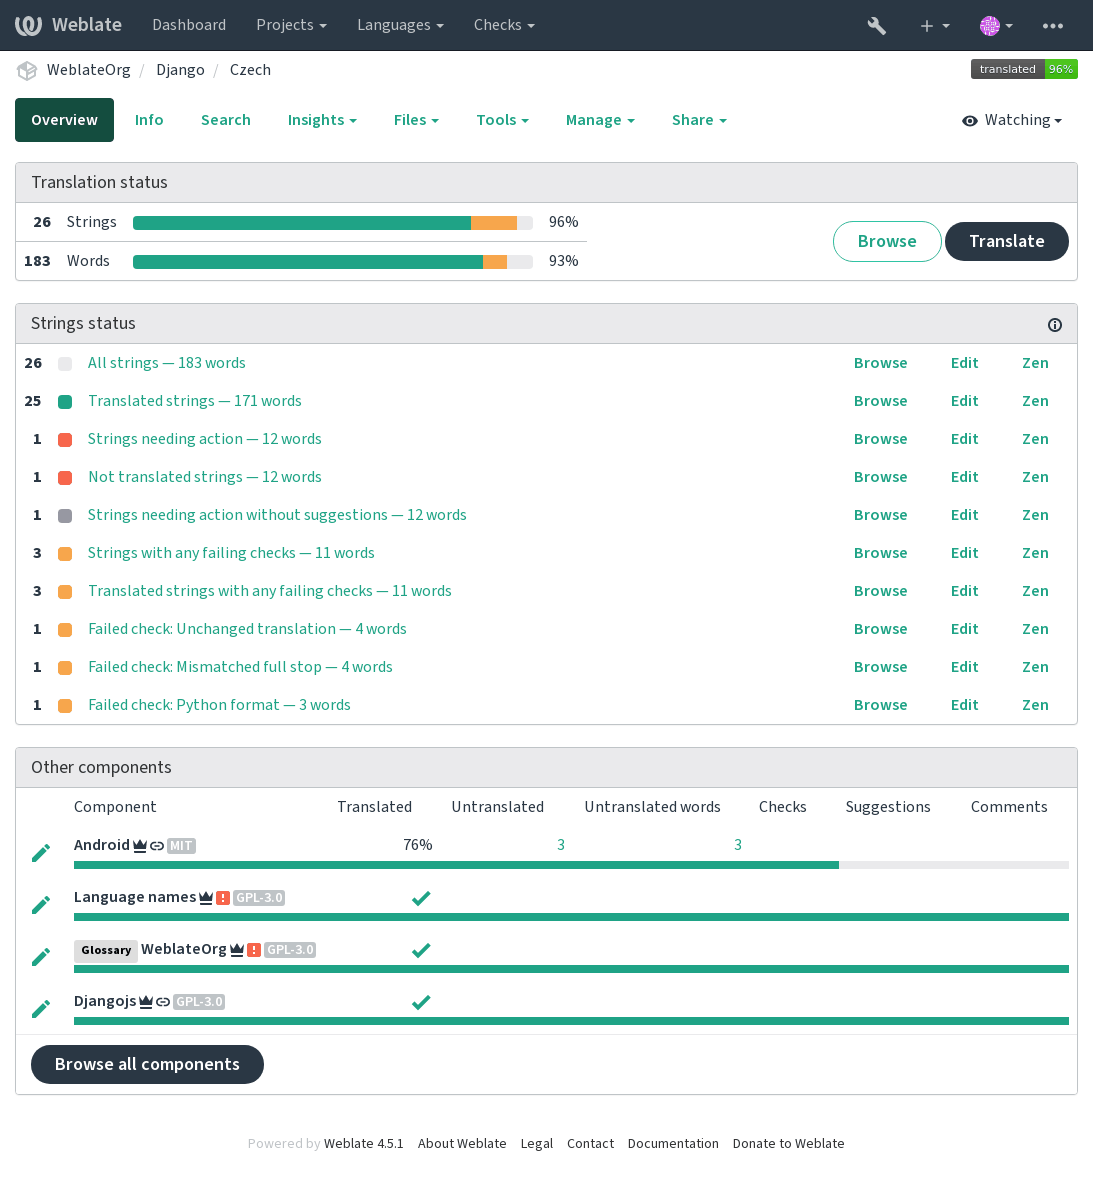 Weblate Dashboard Projects Languages Checks
WeblateOrg / Django / Czech translated 96%
Overview Info Search Insights Files Tools Manage Share Watching
Translation status
26 Strings 96%
183 Words 93%
Browse Translate
Strings status
26 All strings — 183 words Browse Edit Zen
25 Translated strings — 171 words Browse Edit Zen
1 Strings needing action — 12 words Browse Edit Zen
1 Not translated strings — 12 words Browse Edit Zen
1 Strings needing action without suggestions — 12 words Browse Edit Zen
3 Strings with any failing checks — 11 words Browse Edit Zen
3 Translated strings with any failing checks — 11 words Browse Edit Zen
1 Failed check: Unchanged translation — 4 words Browse Edit Zen
1 Failed check: Mismatched full stop — 4 words Browse Edit Zen
1 Failed check: Python format — 3 words Browse Edit Zen
Other components
Component Translated Untranslated Untranslated words Checks Suggestions Comments
Android MIT 76% 3 3
Language names GPL-3.0
Glossary WeblateOrg GPL-3.0
Djangojs GPL-3.0
Browse all components
Powered by Weblate 4.5.1 About Weblate Legal Contact Documentation Donate to Weblate